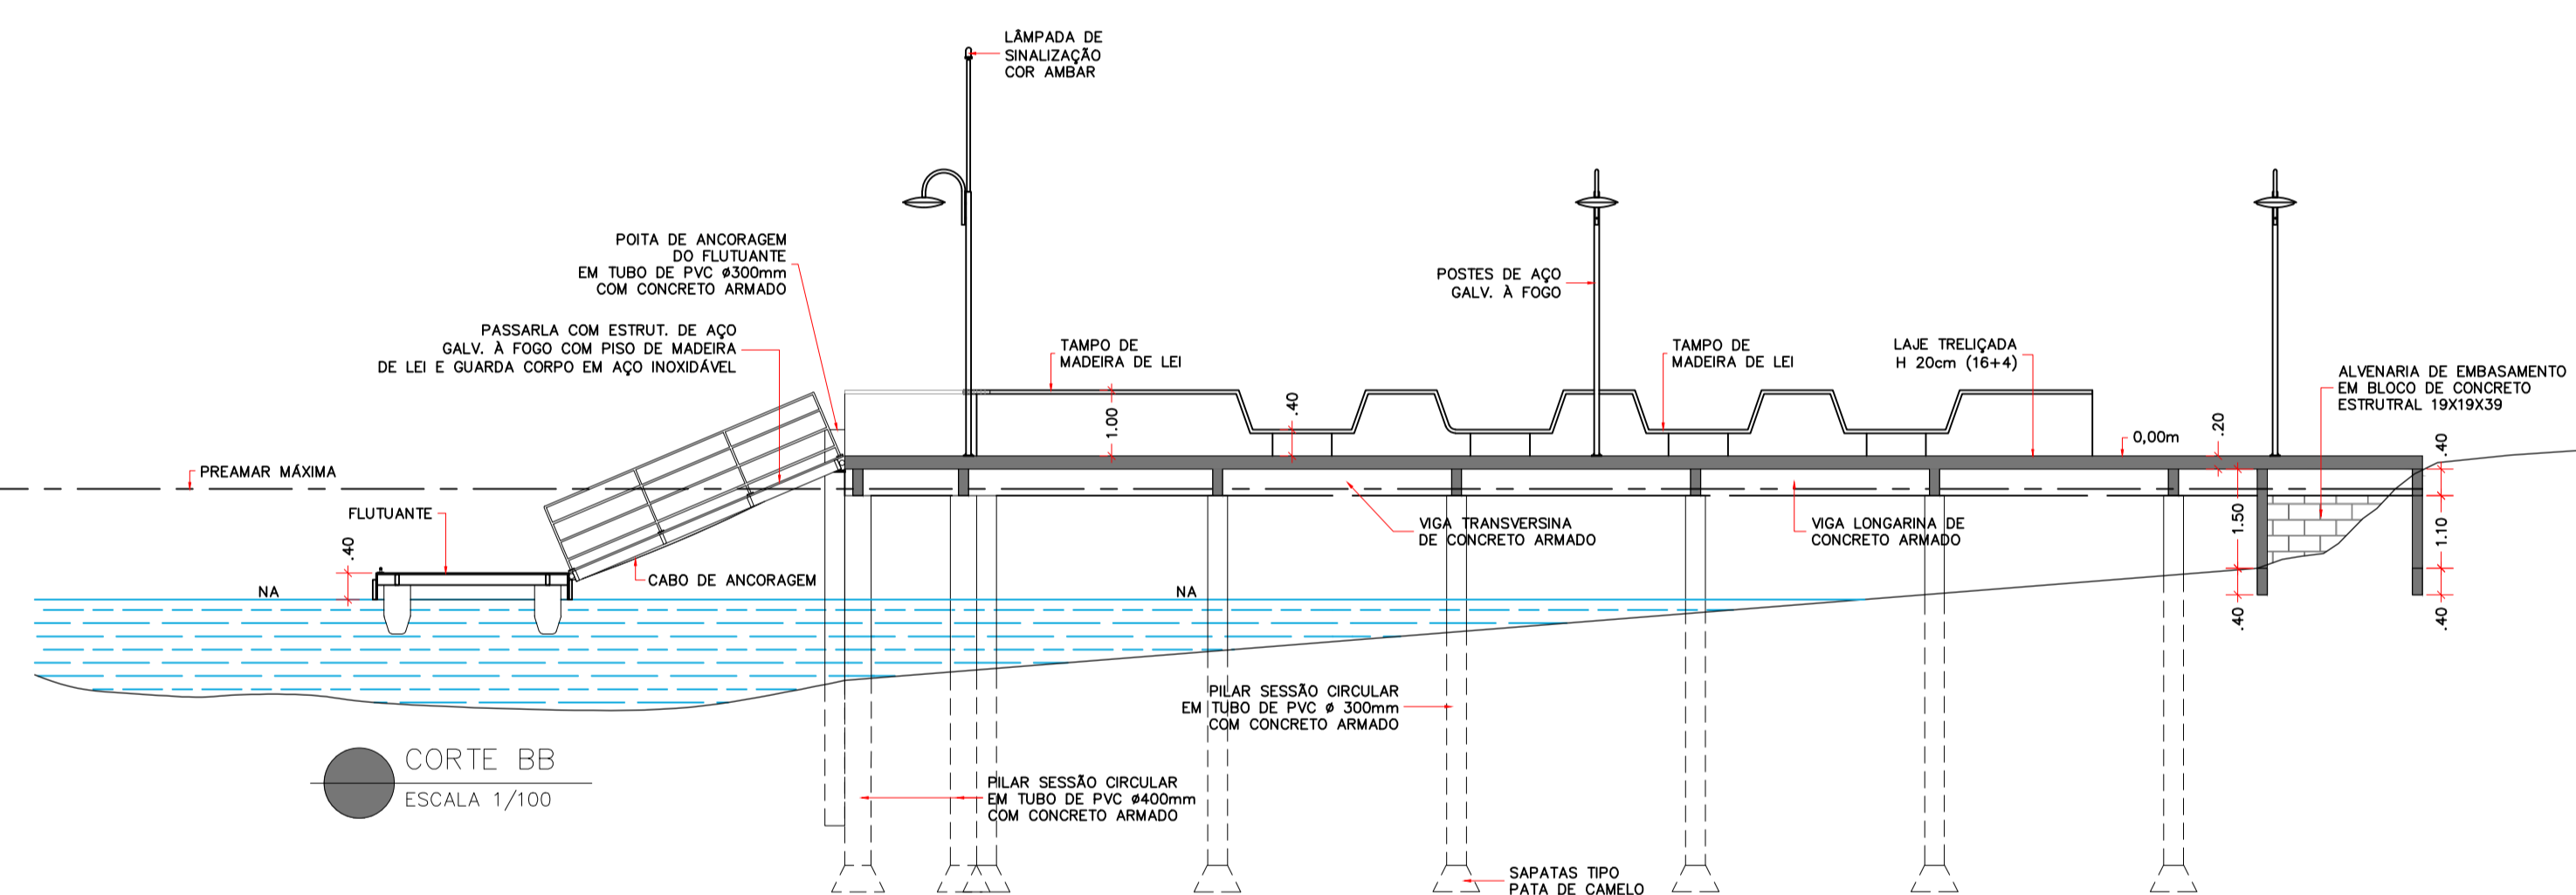 LÂMPADA DE
SINALIZAÇÃO
COR AMBAR
POITA DE ANCORAGEM
DO FLUTUANTE
EM TUBO DE PVC ø300mm
COM CONCRETO ARMADO
POSTES DE AÇO
GALV. À FOGO
PASSARLA COM ESTRUT. DE AÇO
GALV. À FOGO COM PISO DE MADEIRA
DE LEI E GUARDA CORPO EM AÇO INOXIDÁVEL
TAMPO DE
MADEIRA DE LEI
TAMPO DE
MADEIRA DE LEI
LAJE TRELIÇADA
H 20cm (16+4)
ALVENARIA DE EMBASAMENTO
EM BLOCO DE CONCRETO
ESTRUTRAL 19X19X39
1.00
.40
0,00m
.20
.40
PREAMAR MÁXIMA
FLUTUANTE
.40
VIGA TRANSVERSINA
DE CONCRETO ARMADO
VIGA LONGARINA DE
CONCRETO ARMADO
1.50
1.10
CABO DE ANCORAGEM
NA
NA
.40
.40
PILAR SESSÃO CIRCULAR
EM TUBO DE PVC ø 300mm
COM CONCRETO ARMADO
CORTE BB
ESCALA 1/100
PILAR SESSÃO CIRCULAR
EM TUBO DE PVC ø400mm
COM CONCRETO ARMADO
SAPATAS TIPO
PATA DE CAMELO